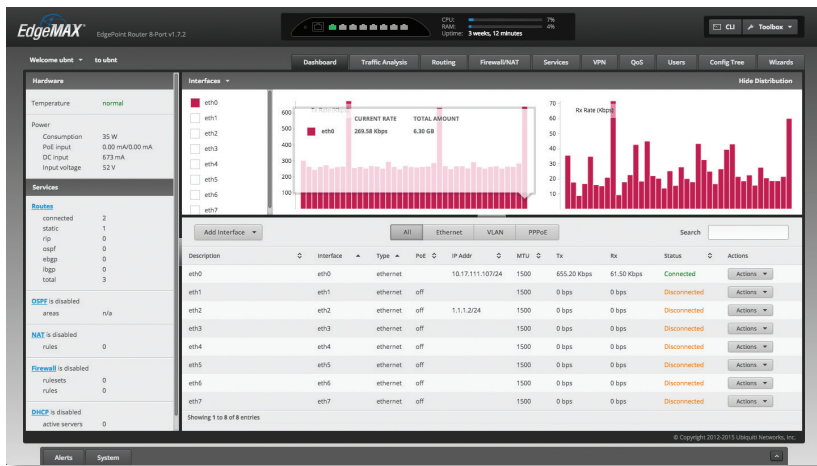 EdgeMAX®
EdgePoint Router 8-Port v1.7.2
CPU: 7%
RAM: 4%
Uptime: 3 weeks, 12 minutes
CLI
Toolbox
Welcome ubnt to ubnt
Dashboard Traffic Analysis Routing Firewall/NAT Services VPN QoS Users Config Tree Wizards
Hardware
Temperature normal
Power
Consumption 35 W
PoE input 0.00 mA/0.00 mA
DC input 673 mA
Input voltage 52 V
Services
Routes
connected 2
static 1
rip 0
ospf 0
ebgp 0
ibgp 0
total 3
OSPF is disabled
areas n/a
NAT is disabled
rules 0
Firewall is disabled
rulesets 0
rules 0
DHCP is disabled
active servers 0
Interfaces
Hide Distribution
eth0
eth1
eth2
eth3
eth4
eth5
eth6
eth7
600
500
400
300
200
100
Tx Rate (Kbps)
CURRENT RATE TOTAL AMOUNT
eth0 269.58 Kbps 6.30 GB
70
60
50
40
30
20
10
Rx Rate (Kbps)
Add Interface
All Ethernet VLAN PPPoE
Search
Description Interface Type PoE IP Addr MTU Tx Rx Status Actions
eth0 eth0 ethernet 10.17.111.107/24 1500 655.20 Kbps 61.50 Kbps Connected Actions
eth1 eth1 ethernet off 1500 0 bps 0 bps Disconnected Actions
eth2 eth2 ethernet off 1.1.1.2/24 1500 0 bps 0 bps Disconnected Actions
eth3 eth3 ethernet off 1500 0 bps 0 bps Disconnected Actions
eth4 eth4 ethernet off 1500 0 bps 0 bps Disconnected Actions
eth5 eth5 ethernet off 1500 0 bps 0 bps Disconnected Actions
eth6 eth6 ethernet off 1500 0 bps 0 bps Disconnected Actions
eth7 eth7 ethernet off 1500 0 bps 0 bps Disconnected Actions
Showing 1 to 8 of 8 entries
© Copyright 2012-2015 Ubiquiti Networks, Inc.
Alerts System